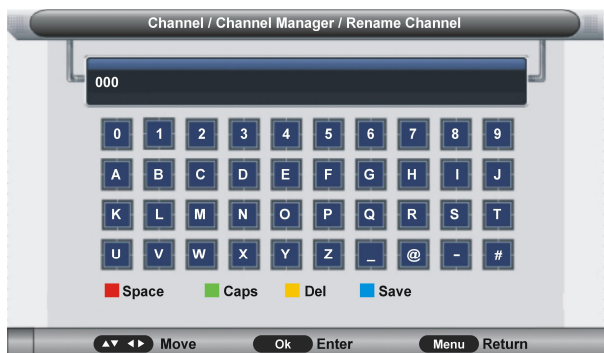 Channel / Channel Manager / Rename Channel
000
0 1 2 3 4 5 6 7 8 9
A B C D E F G H I J
K L M N O P Q R S T
U V W X Y Z _ @ - #
Space Caps Del Save
Move Ok Enter Menu Return